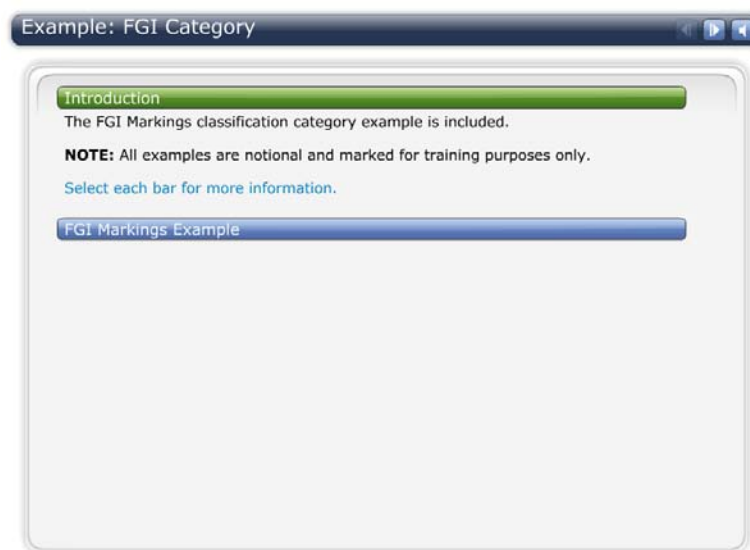 Example: FGI Category
Introduction
The FGI Markings classification category example is included.
NOTE: All examples are notional and marked for training purposes only.
Select each bar for more information.
FGI Markings Example